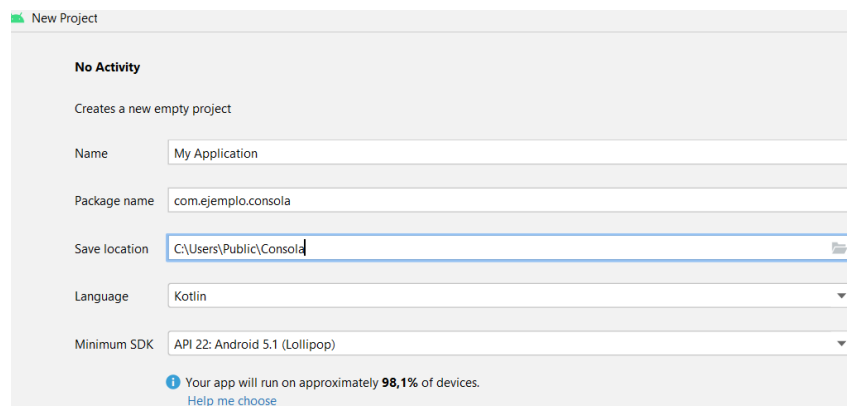 New Project
No Activity
Creates a new empty project
Name My Application
Package name com.ejemplo.consola
Save location C:\Users\Public\Consola
Language Kotlin
Minimum SDK API 22: Android 5.1 (Lollipop)
Your app will run on approximately 98,1% of devices.
Help me choose